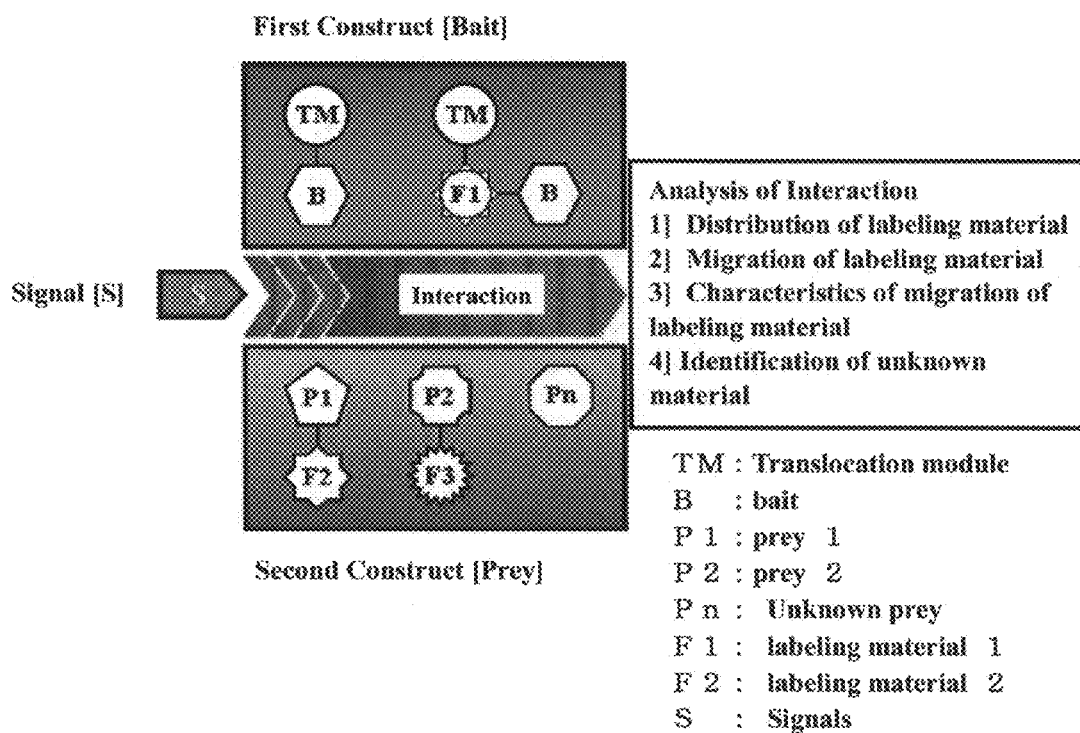 First Construct [Bait]
TM
TM
B
F1
B
Analysis of Interaction
1] Distribution of labeling material
2] Migration of labeling material
3] Characteristics of migration of
labeling material
4] Identification of unknown
material
Signal [S]
S
Interaction
P1
P2
Pn
F2
F3
Second Construct [Prey]
TM : Translocation module
B : bait
P 1 : prey 1
P 2 : prey 2
P n : Unknown prey
F 1 : labeling material 1
F 2 : labeling material 2
S : Signals